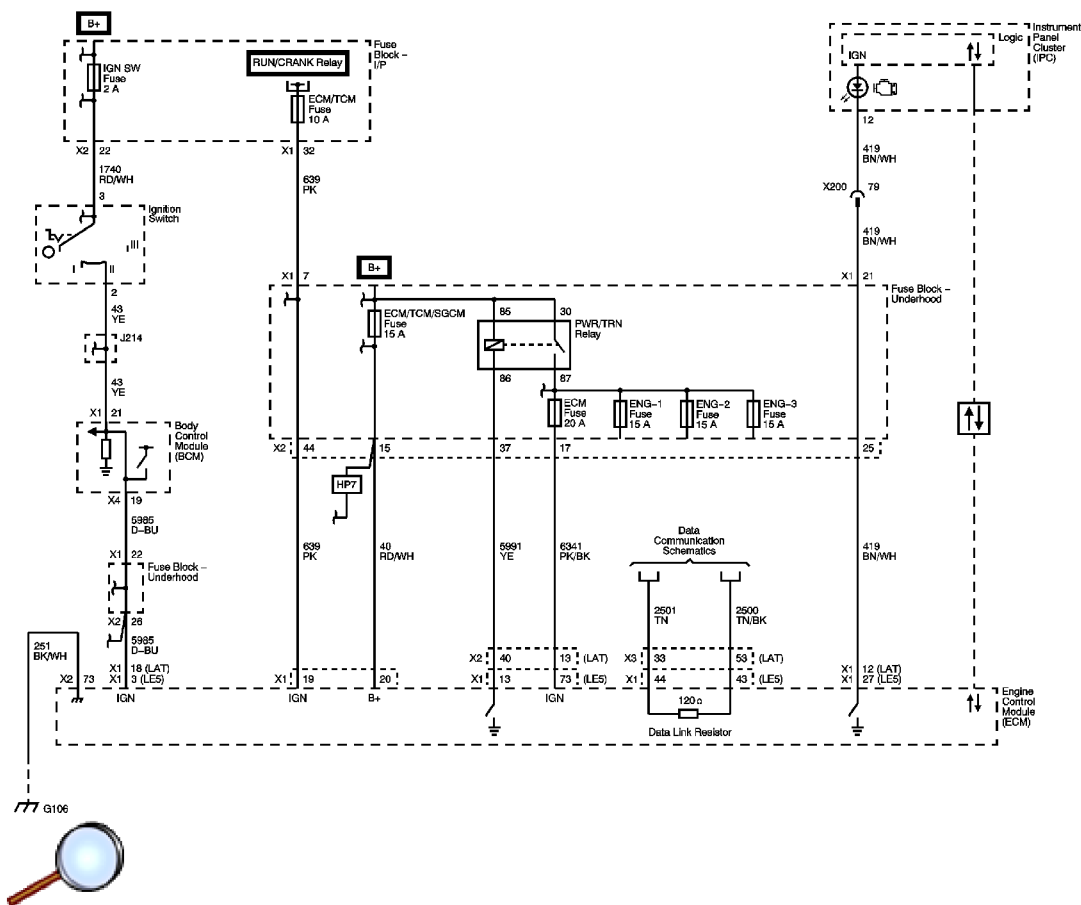 B+
Fuse
Block –
I/P
IGN SW
Fuse
2 A
RUN/CRANK Relay
ECM/TCM
Fuse
10 A
X2 22
X1 32
1740
RD/WH
639
PK
3
Ignition
Switch
I
II
III
2
43
YE
J214
43
YE
X1 21
Body
Control
Module
(BCM)
X4 19
5985
D–BU
X1 22
Fuse Block –
Underhood
X2 26
5985
D–BU
251
BK/WH
X2 73
X1 18 (LAT)
X1 3 (LE5)
IGN
G106
Instrument
Panel
Cluster
(IPC)
Logic
IGN
12
419
BN/WH
X200 79
419
BN/WH
X1 7
B+
X1 21
Fuse Block –
Underhood
ECM/TCM/SGCM
Fuse
15 A
85
30
PWR/TRN
Relay
86
87
ECM
Fuse
20 A
ENG–1
Fuse
15 A
ENG–2
Fuse
15 A
ENG–3
Fuse
15 A
X2 44
15
37
17
25
HP7
639
PK
40
RD/WH
5991
YE
6341
PK/BK
Data
Communication
Schematics
2501
TN
2500
TN/BK
419
BN/WH
X2 40
13 (LAT)
X3 33
53 (LAT)
X1 12 (LAT)
X1 19
20
X1 13
73 (LE5)
X1 44
43 (LE5)
X1 27 (LE5)
IGN
B+
IGN
120 Ω
Data Link Resistor
Engine
Control
Module
(ECM)